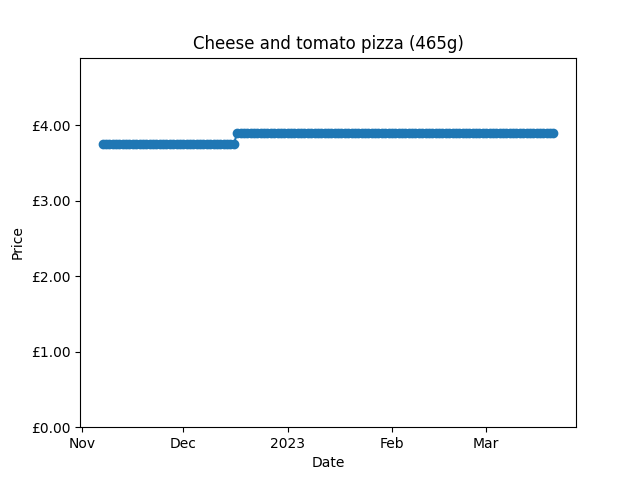 Cheese and tomato pizza (465g)
£4.00
£3.00
£2.00
£1.00
£0.00
Price
Nov Dec 2023 Feb Mar
Date